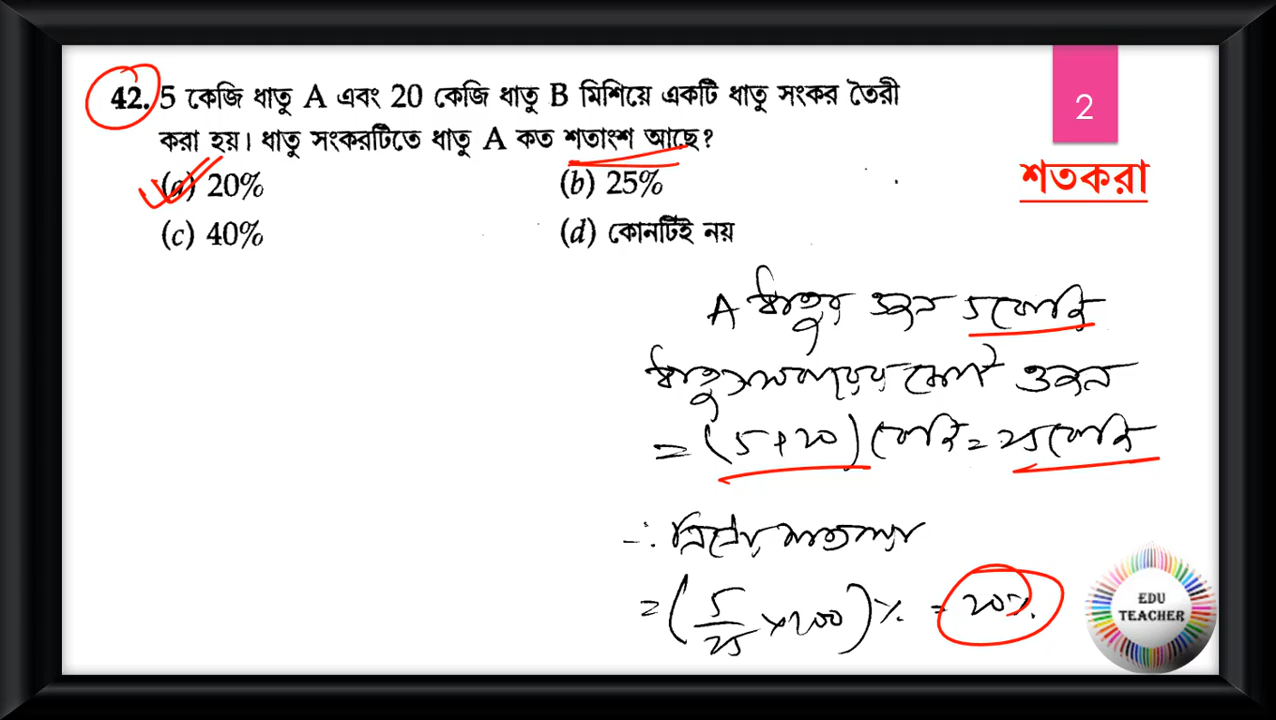 42. 5 কেজি ধাতু A এবং 20 কেজি ধাতু B মিশিয়ে একটি ধাতু সংকর তৈরী
করা হয়। ধাতু সংকরটিতে ধাতু A কত শতাংশ আছে?
(a) 20% (b) 25%
(c) 40% (d) কোনটিই নয়
2
শতকরা
A ধাতুর ওজন 5 কেজি
ধাতু মোট ওজন
= (5+20) কেজি = 25 কেজি
∴ নির্ণেয় শতকরা
= (5/25 × 100) % = 20%
EDU
TEACHER